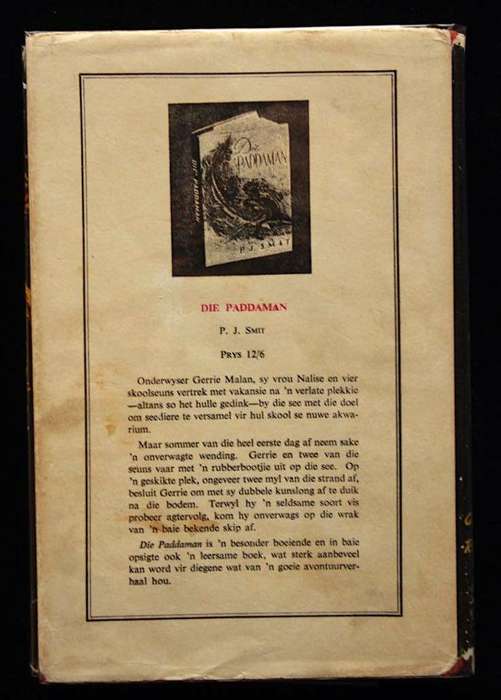 Die
PADDAMAN
DIE PADDAMAN
P. J. SMIT
DIE PADDAMAN
P. J. SMIT
PRYS 12/6
Onderwyser Gerrie Malan, sy vrou Nalise en vier
skoolseuns vertrek met vakansie na 'n verlate plekkie
—altans so het hulle gedink—by die see met die doel
om seediere te versamel vir hul skool se nuwe akwa-
rium.
Maar sommer van die heel eerste dag af neem sake
'n onverwagte wending. Gerrie en twee van die
seuns vaar met 'n rubberbootjie uit op die see. Op
'n geskikte plek, ongeveer twee myl van die strand af,
besluit Gerrie om met sy dubbele kunslong af te duik
na die bodem. Terwyl hy 'n seldsame soort vis
probeer agtervolg, kom hy onverwags op die wrak
van 'n baie bekende skip af.
Die Paddaman is 'n besonder boeiende en in baie
opsigte ook 'n leersame boek, wat sterk aanbeveel
kan word vir diegene wat van 'n goeie avontuurver-
haal hou.